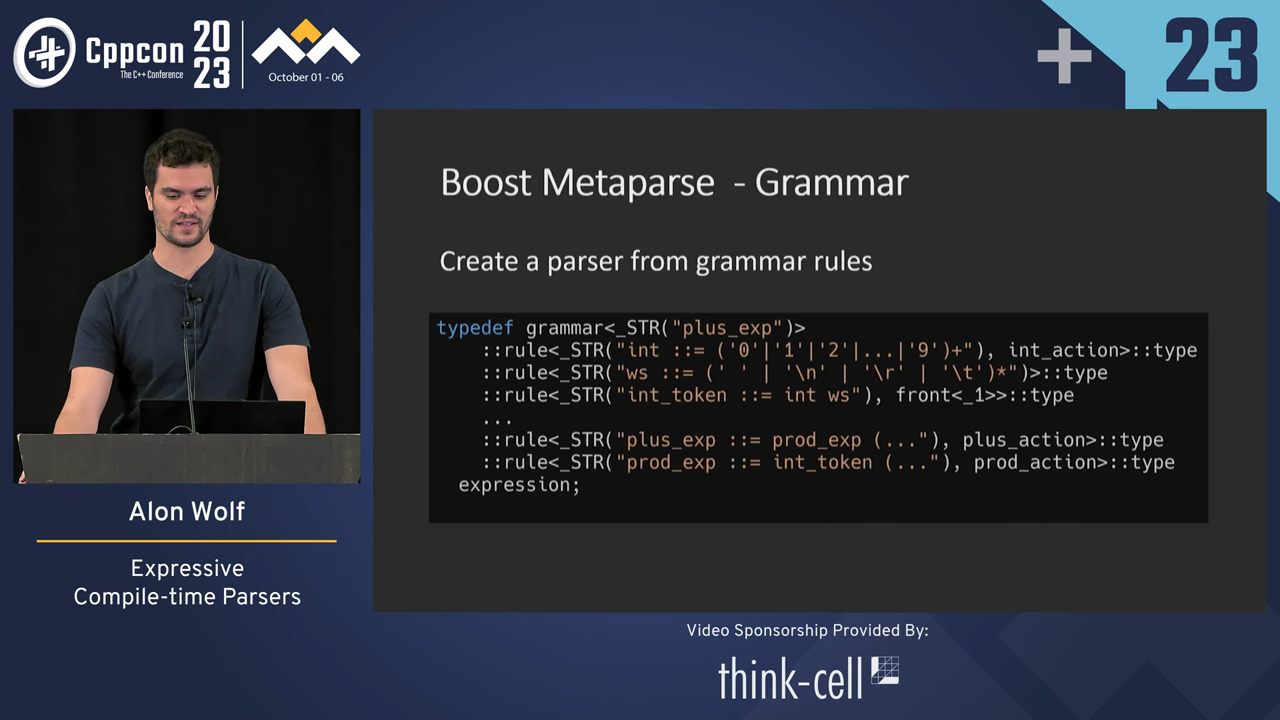 Cppcon
The C++ Conference
20
23
October 01 - 06
23
Boost Metaparse - Grammar
Create a parser from grammar rules
typedef grammar<_STR("plus_exp")>
::rule<_STR("int ::= ('0'|'1'|'2'|...|'9')+"), int_action>::type
::rule<_STR("ws ::= (' ' | '\n' | '\r' | '\t')*")>::type
::rule<_STR("int_token ::= int ws"), front<_1>>::type
...
::rule<_STR("plus_exp ::= prod_exp (..."), plus_action>::type
::rule<_STR("prod_exp ::= int_token (..."), prod_action>::type
expression;
Alon Wolf
Expressive
Compile-time Parsers
Video Sponsorship Provided By:
think-cell